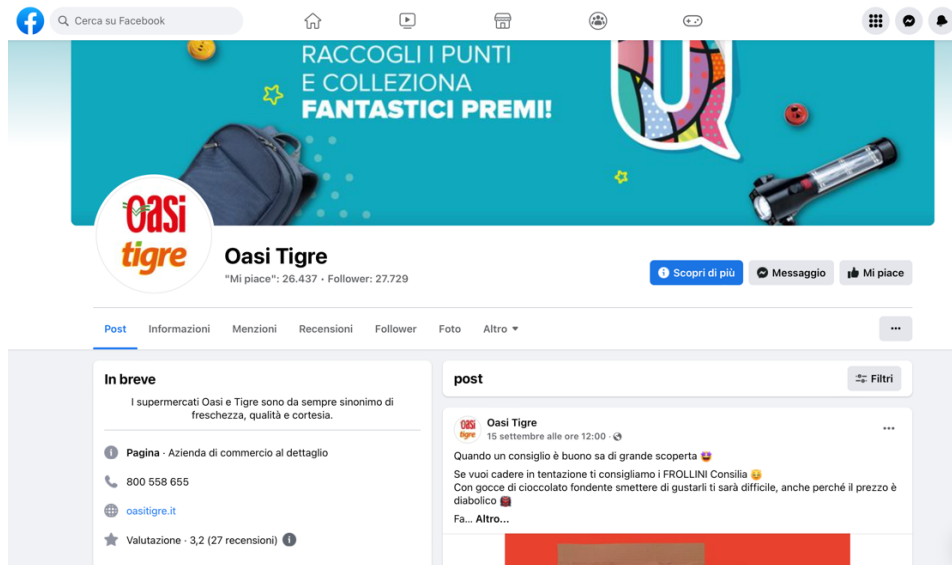 Cerca su Facebook
RACCOGLI I PUNTI
E COLLEZIONA
FANTASTICI PREMI!
oasi
tigre
Oasi Tigre
"Mi piace": 26.437 · Follower: 27.729
Scopri di più
Messaggio
Mi piace
Post
Informazioni
Menzioni
Recensioni
Follower
Foto
Altro
In breve
I supermercati Oasi e Tigre sono da sempre sinonimo di
freschezza, qualità e cortesia.
Pagina · Azienda di commercio al dettaglio
800 558 655
oasitigre.it
Valutazione · 3,2 (27 recensioni)
post
Filtri
oasi
tigre
Oasi Tigre
15 settembre alle ore 12:00 ·
Quando un consiglio è buono sa di grande scoperta 🤩
Se vuoi cadere in tentazione ti consigliamo i FROLLINI Consilia 😏
Con gocce di cioccolato fondente smettere di gustarli ti sarà difficile, anche perché il prezzo è
diabolico
Fa... Altro...